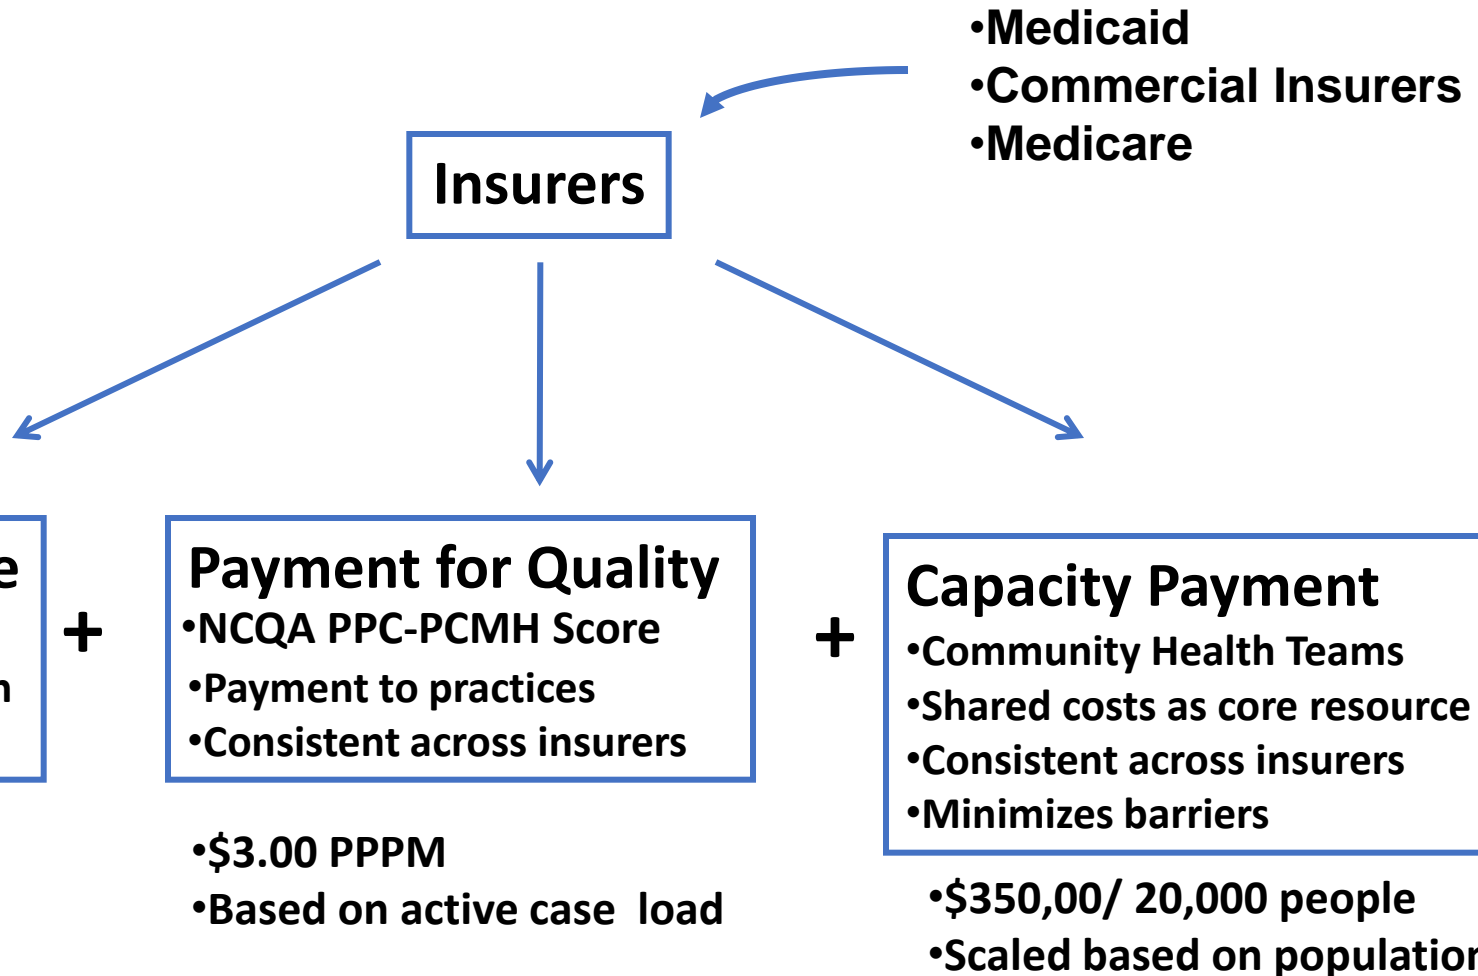 •Medicaid
•Commercial Insurers
•Medicare
Insurers
+
Payment for Quality
•NCQA PPC-PCMH Score
•Payment to practices
•Consistent across insurers
•$3.00 PPPM
•Based on active case load
+
Capacity Payment
•Community Health Teams
•Shared costs as core resource
•Consistent across insurers
•Minimizes barriers
•$350,00/ 20,000 people
•Scaled based on population